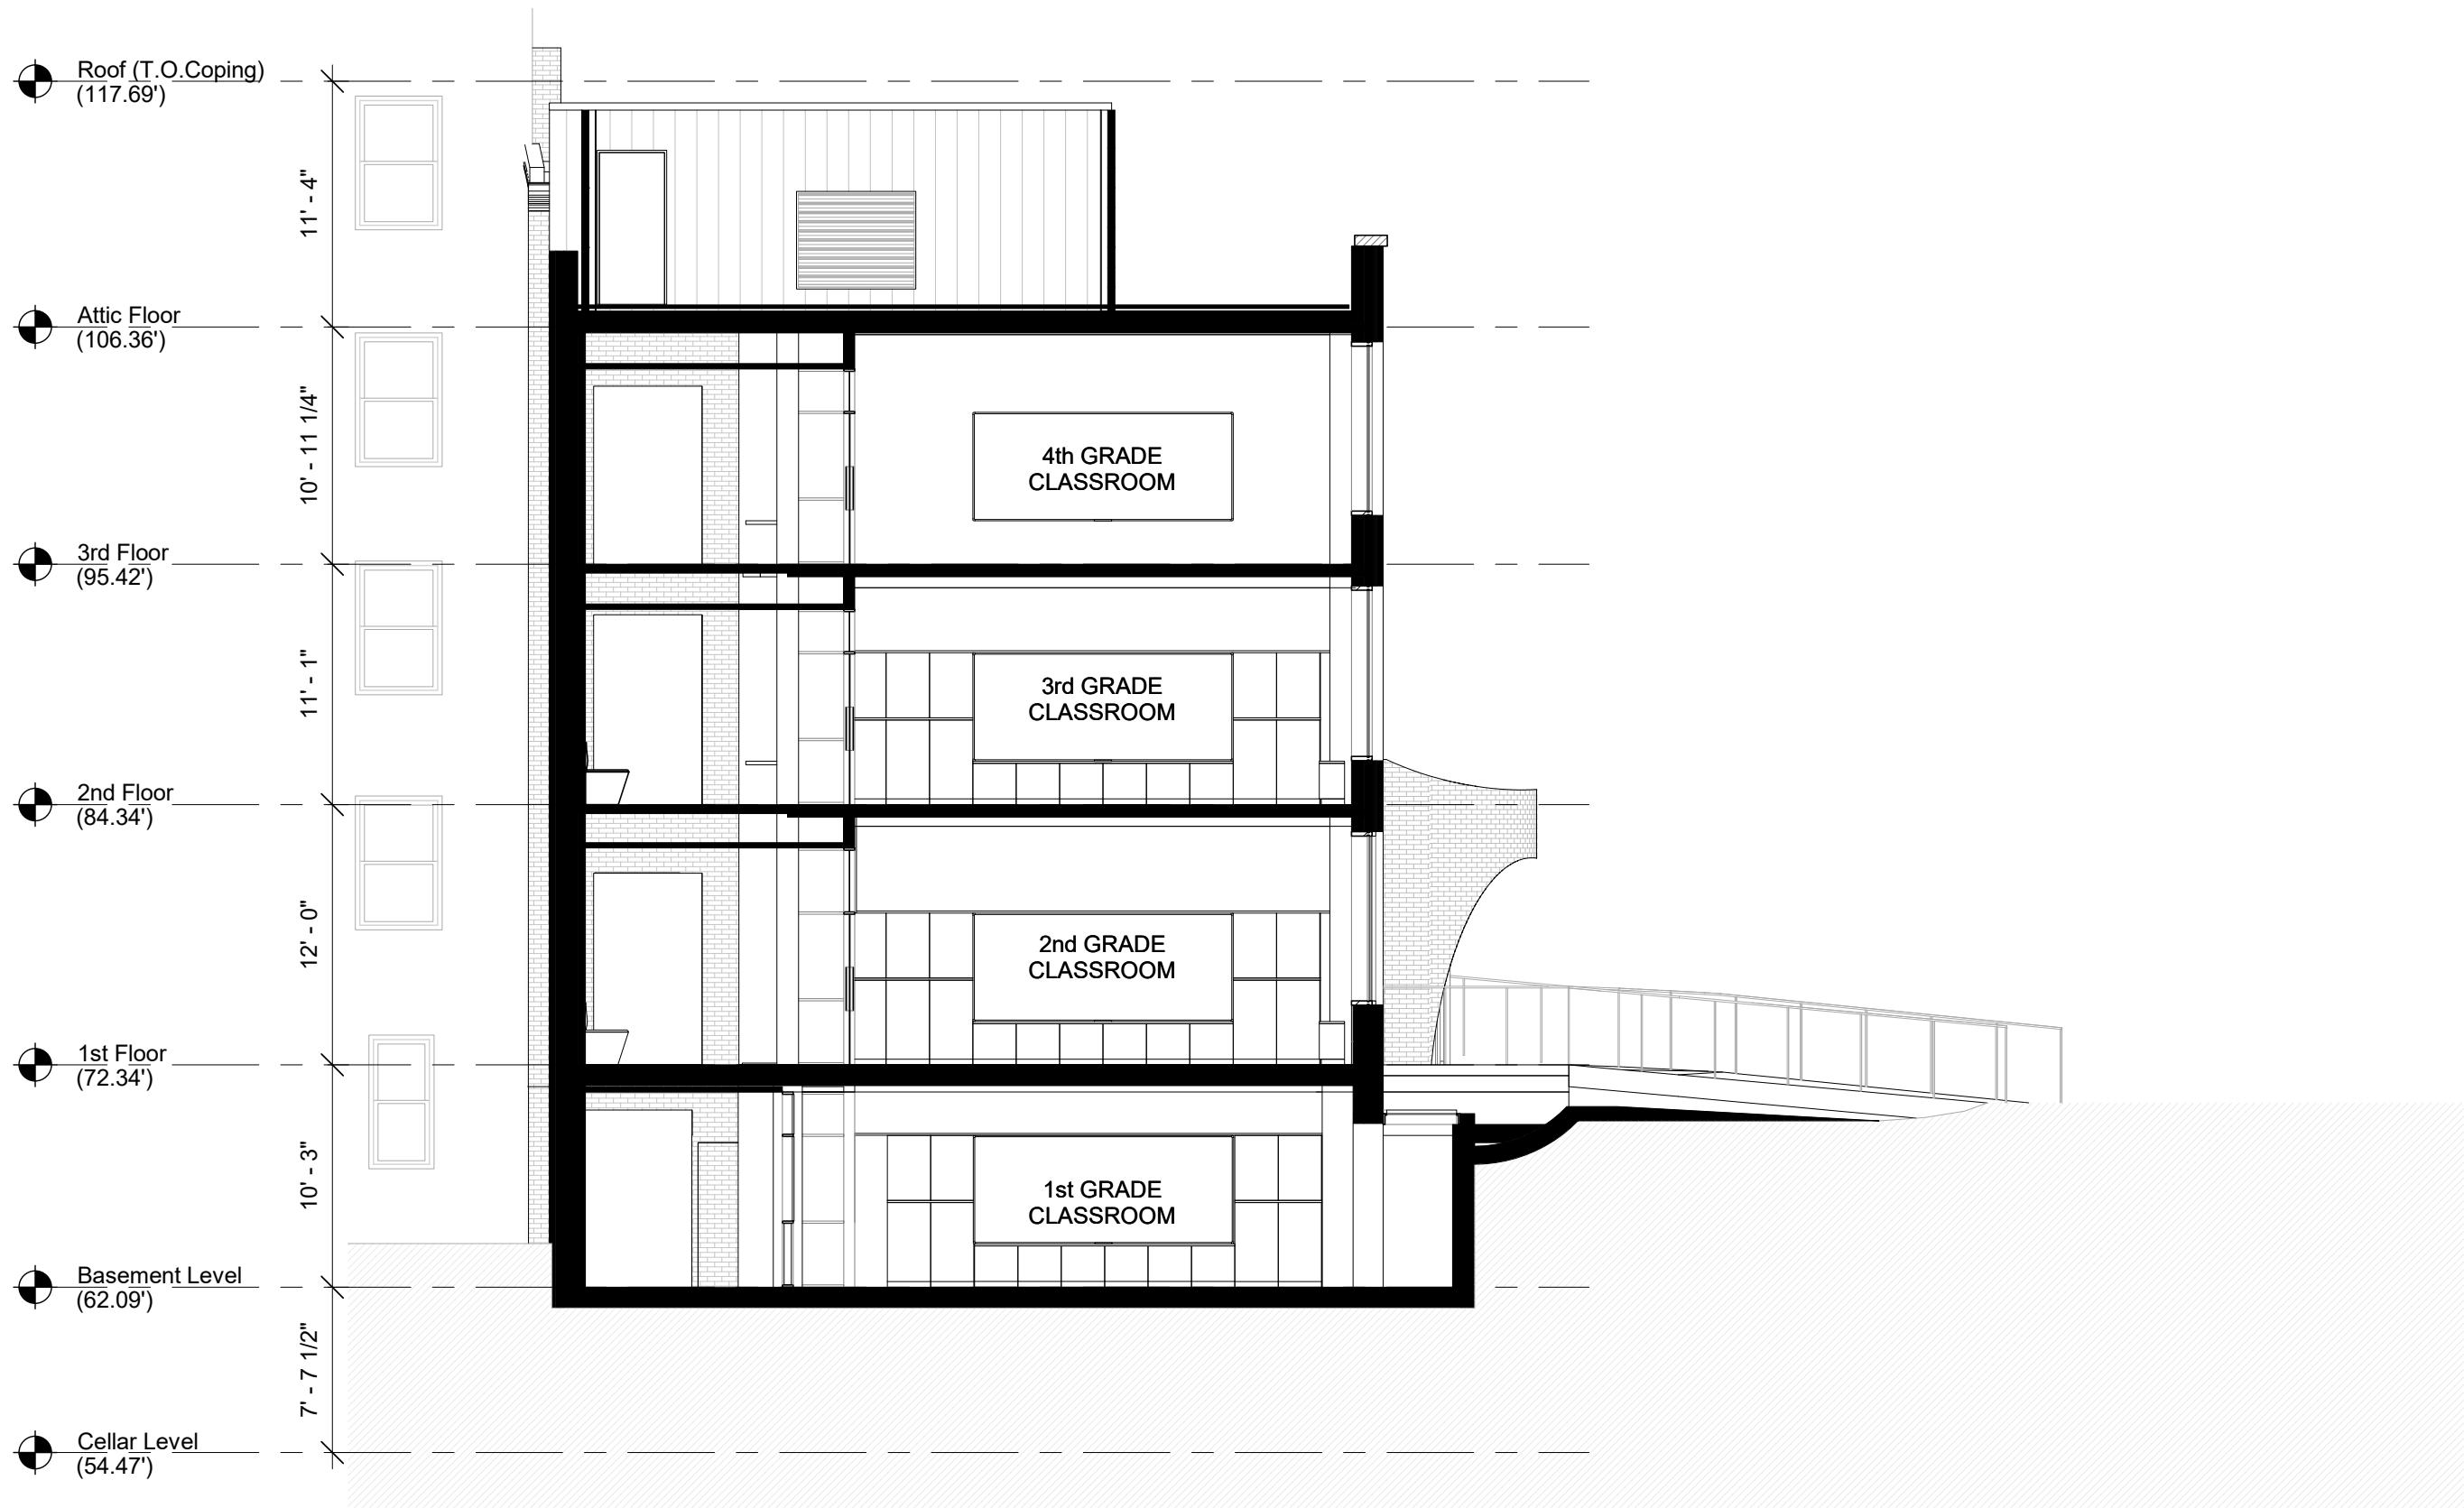 Roof (T.O.Coping)
(117.69')
11' - 4"
Attic Floor
(106.36')
10' - 11 1/4"
4th GRADE
CLASSROOM
3rd Floor
(95.42')
11' - 1"
3rd GRADE
CLASSROOM
2nd Floor
(84.34')
12' - 0"
2nd GRADE
CLASSROOM
1st Floor
(72.34')
10' - 3"
1st GRADE
CLASSROOM
Basement Level
(62.09')
7' - 7 1/2"
Cellar Level
(54.47')